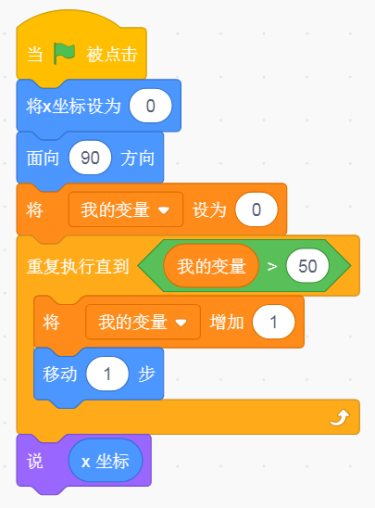 当 被点击
将x坐标设为 0
面向 90 方向
将 我的变量 设为 0
重复执行直到 我的变量 > 50
将 我的变量 增加 1
移动 1 步
说 x 坐标